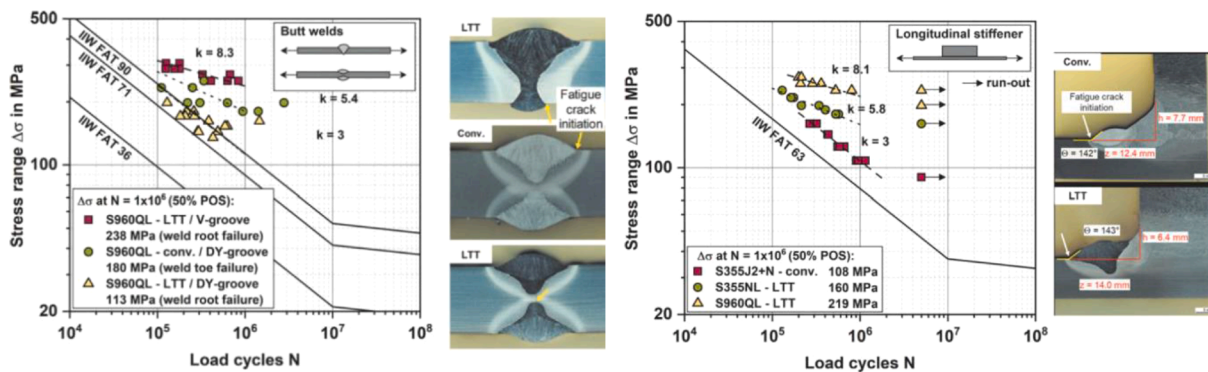 500
100
20
Stress range Δσ in MPa
IIW FAT 90
IIW FAT 71
IIW FAT 36
Butt welds
k = 8.3
k = 5.4
k = 3
Δσ at N = 1x10⁶ (50% POS):
S960QL - LTT / V-groove
238 MPa (weld root failure)
S960QL - conv. / DY-groove
180 MPa (weld toe failure)
S960QL - LTT / DY-groove
113 MPa (weld root failure)
10⁴ 10⁵ 10⁶ 10⁷ 10⁸
Load cycles N
LTT
Fatigue crack
initiation
Conv.
LTT
500
100
20
Stress range Δσ in MPa
IIW FAT 63
Longitudinal stiffener
run-out
k = 8.1
k = 5.8
k = 3
Δσ at N = 1x10⁶ (50% POS):
S355J2+N - conv. 108 MPa
S355NL - LTT 160 MPa
S960QL - LTT 219 MPa
10⁴ 10⁵ 10⁶ 10⁷ 10⁸
Load cycles N
Conv.
Fatigue crack
initiation
h = 7.7 mm
Θ = 142°
z = 12.4 mm
LTT
Θ = 143°
h = 6.4 mm
z = 14.0 mm